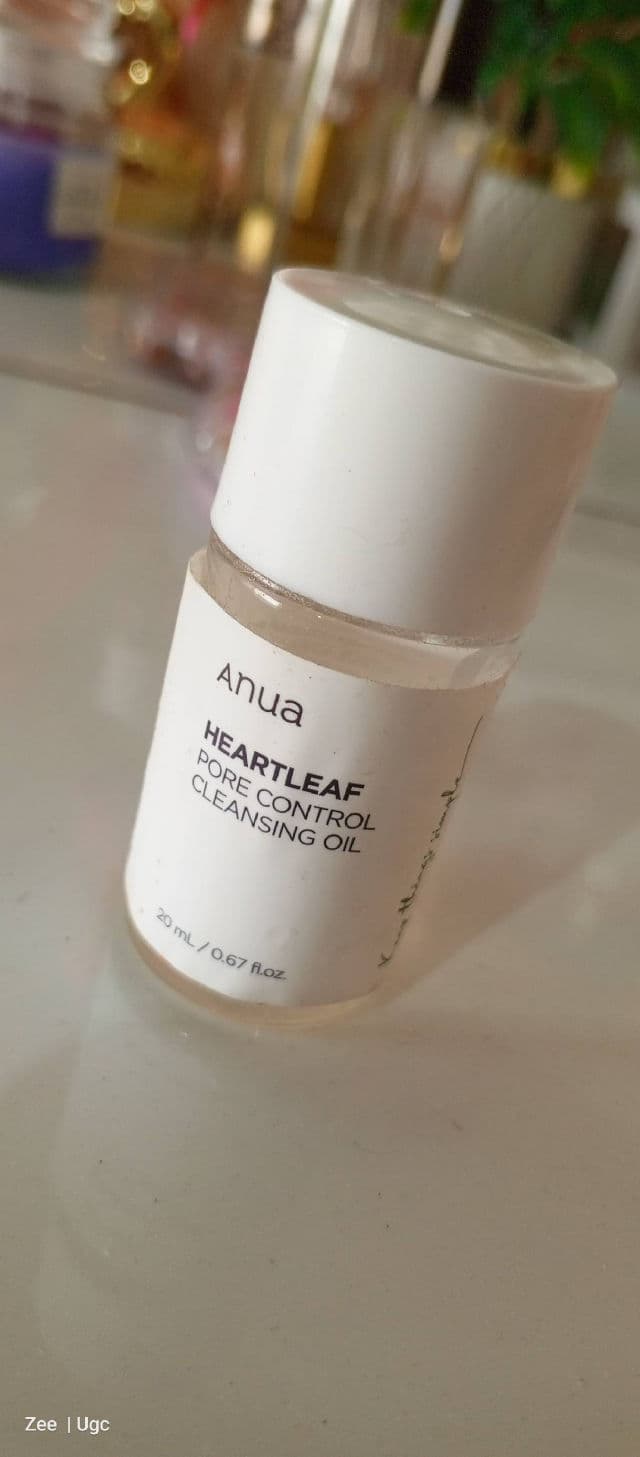 Anua
HEARTLEAF
PORE CONTROL
CLEANSING OIL
20 mL / 0.67 fl.oz.
Zee | Ugc